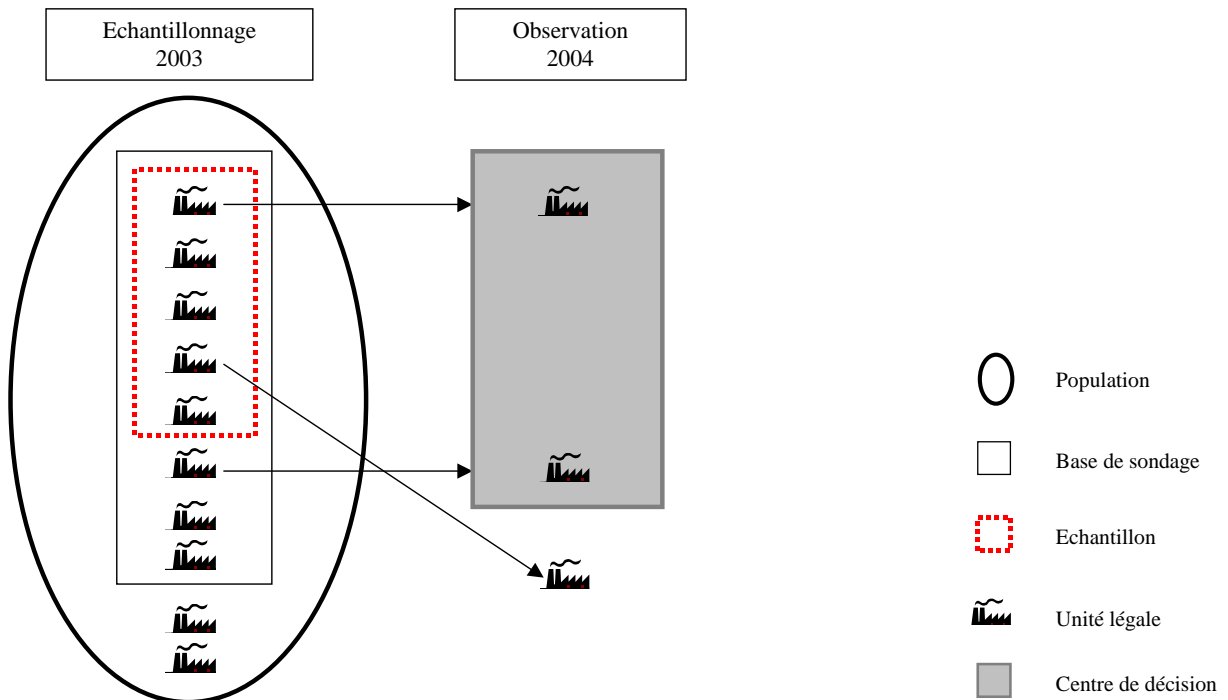 Echantillonnage
2003
Observation
2004
Population
Base de sondage
Echantillon
Unité légale
Centre de décision